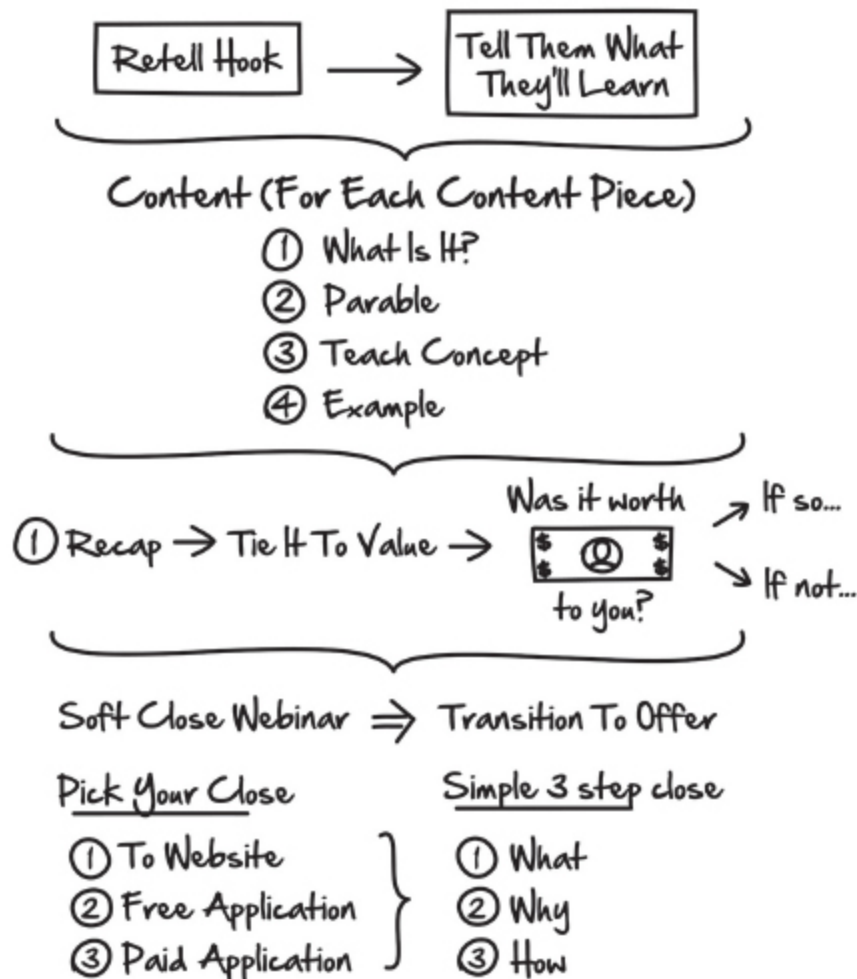 Retell Hook
Tell Them What
They'll Learn
Content (For Each Content Piece)
1 What Is It?
2 Parable
3 Teach Concept
4 Example
1 Recap → Tie It To Value →
Was it worth
$ $
$ $
to you?
If so...
If not...
Soft Close Webinar ⇒ Transition To Offer
Pick Your Close
1 To Website
2 Free Application
3 Paid Application
Simple 3 step close
1 What
2 Why
3 How